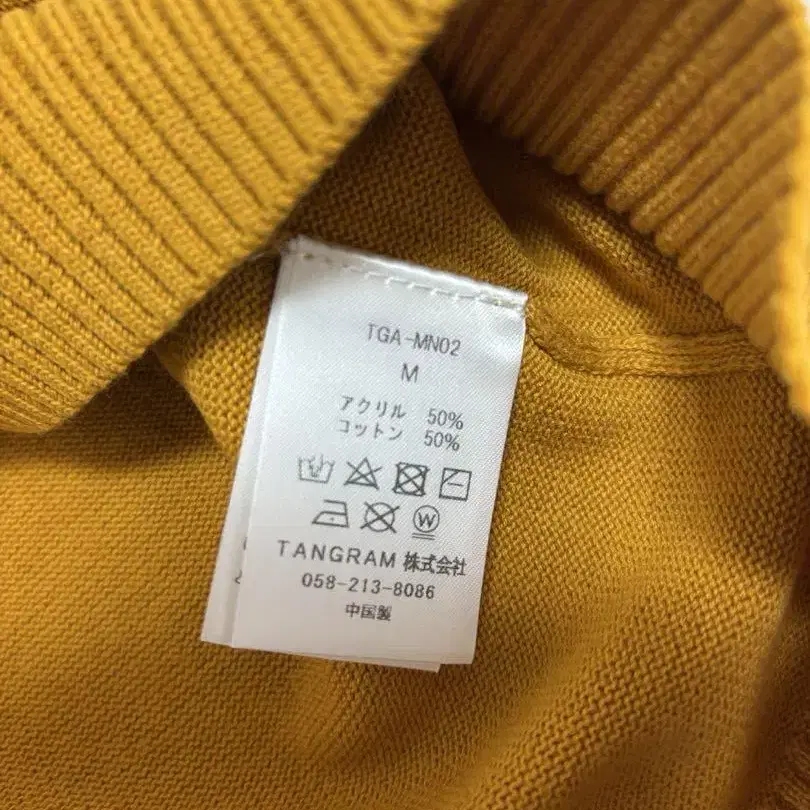 TGA-MN02
M
アクリル 50%
コットン 50%
W
TANGRAM 株式会社
058-213-8086
中国製